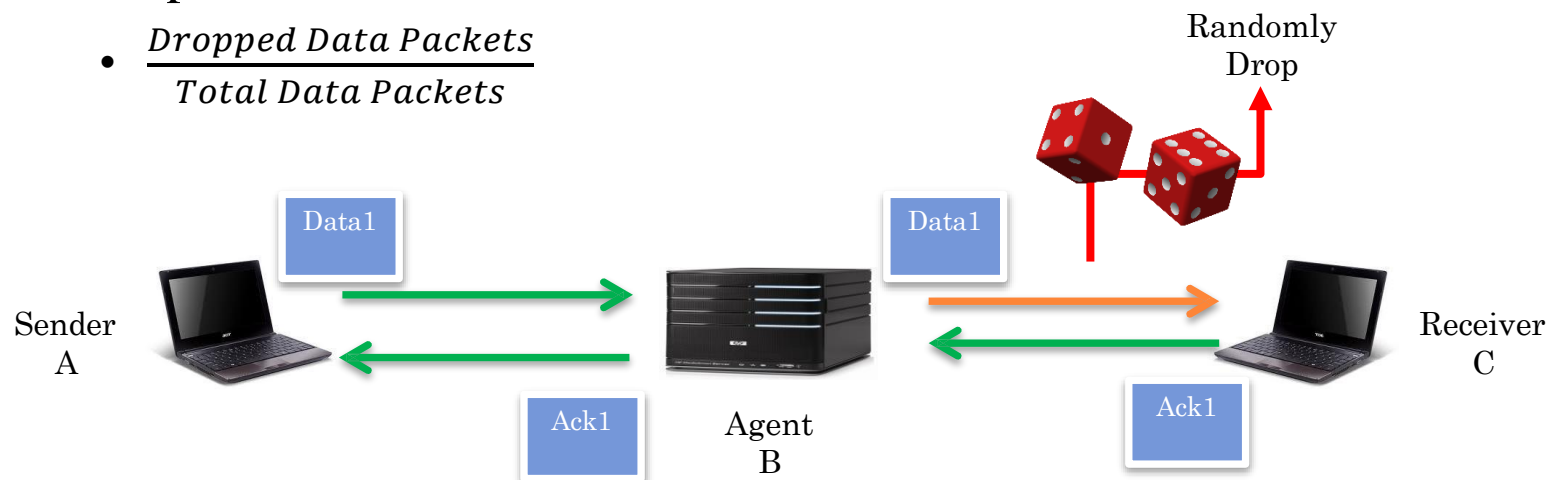 • Dropped Data Packets
Total Data Packets
Randomly
Drop
Data1
Data1
Sender
A
Receiver
C
Ack1
Agent
B
Ack1